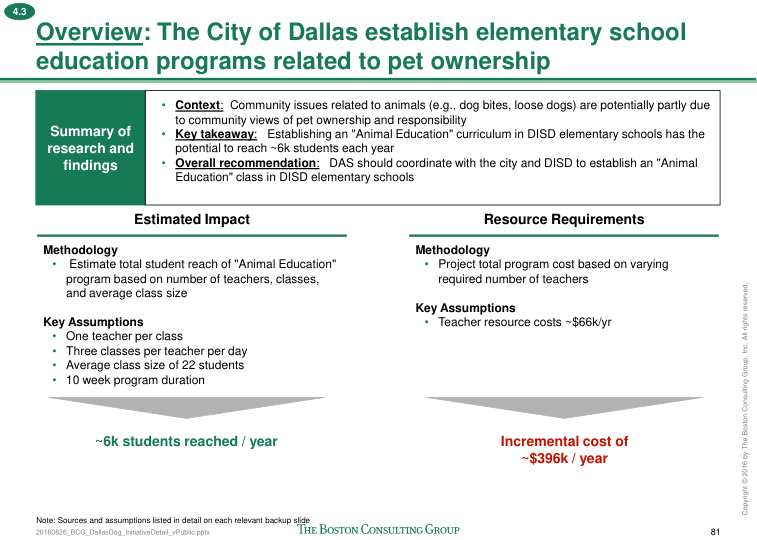 4.3
Overview: The City of Dallas establish elementary school
education programs related to pet ownership
Summary of
research and
findings
• Context:  Community issues related to animals (e.g., dog bites, loose dogs) are potentially partly due
to community views of pet ownership and responsibility
• Key takeaway:   Establishing an "Animal Education" curriculum in DISD elementary schools has the
potential to reach ~6k students each year
• Overall recommendation:   DAS should coordinate with the city and DISD to establish an "Animal
Education" class in DISD elementary schools
Estimated Impact
Methodology
• Estimate total student reach of "Animal Education"
program based on number of teachers, classes,
and average class size
Key Assumptions
• One teacher per class
• Three classes per teacher per day
• Average class size of 22 students
• 10 week program duration
~6k students reached / year
Resource Requirements
Methodology
• Project total program cost based on varying
required number of teachers
Key Assumptions
• Teacher resource costs ~$66k/yr
Incremental cost of
~$396k / year
Copyright © 2016 by The Boston Consulting Group, Inc. All rights reserved.
Note: Sources and assumptions listed in detail on each relevant backup slide
20160826_BCG_DallasDog_InitiativeDetail_vPublic.pptx
THE BOSTON CONSULTING GROUP
81